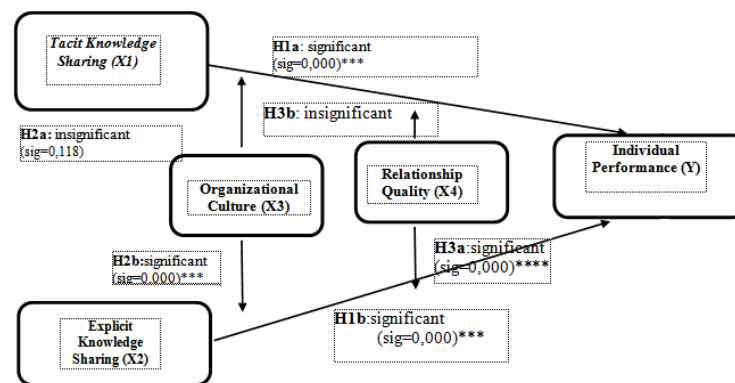 Tacit Knowledge
Sharing (X1)
H1a: significant
(sig=0,000)***
H3b: insignificant
H2a: insignificant
(sig=0,118)
Organizational
Culture (X3)
Relationship
Quality (X4)
Individual
Performance (Y)
H2b:significant
(sig=0.000)***
H3a:significant
(sig=0,000)****
Explicit
Knowledge
Sharing (X2)
H1b:significant
(sig=0,000)***